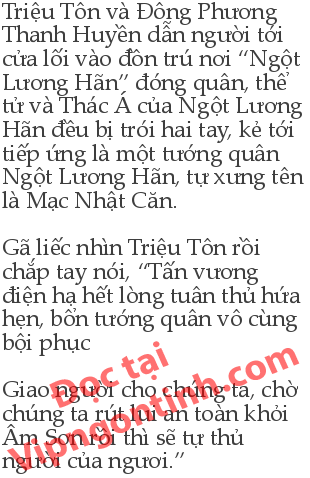 Triệu Tôn và Đông Phương
Thanh Huyền dẫn người tới
cửa lối vào đồn trú nơi “Ngột
Lương Hãn” đóng quân, thể
tử và Thác Á của Ngột Lương
Hãn đều bị trói hai tay, kẻ tới
tiếp ứng là một tướng quân
Ngột Lương Hãn, tự xưng tên
là Mạc Nhật Căn.
Gã liếc nhìn Triệu Tôn rồi
chắp tay nói, “Tấn vương
điện hạ hết lòng tuân thủ hứa
hẹn, bổn tướng quân vô cùng
bội phục
Giao người cho chúng ta, chờ
chúng ta rút lui an toàn khỏi
Âm Sơn rồi thì sẽ tự thủ
người của ngươi.”
Đọc tại
Vipngontinh.com